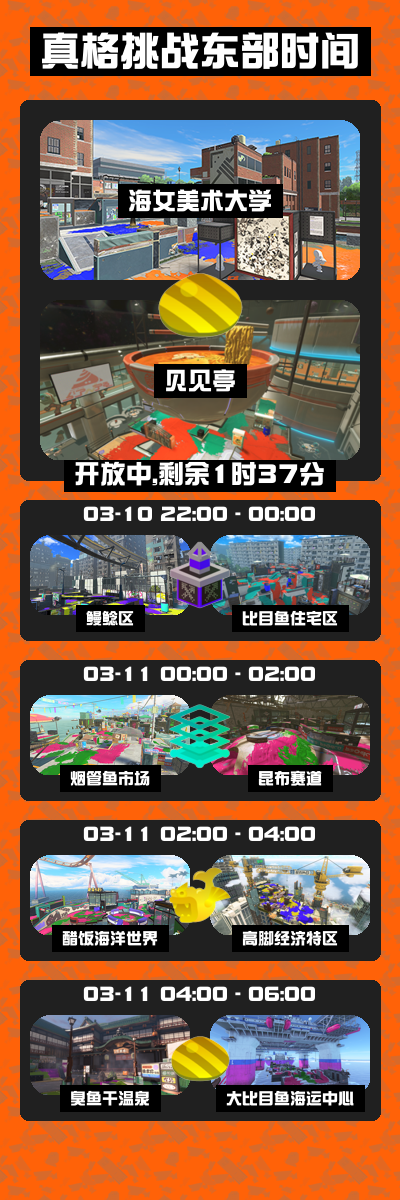 真格挑战东部时间
海女美术大学
贝贝亭
开放中,剩余1时37分
03-10 22:00 - 00:00
鳗鲶区
比目鱼住宅区
03-11 00:00 - 02:00
烟管鱼市场
昆布赛道
03-11 02:00 - 04:00
醋饭海洋世界
高脚经济特区
03-11 04:00 - 06:00
臭鱼干温泉
大比目鱼海运中心